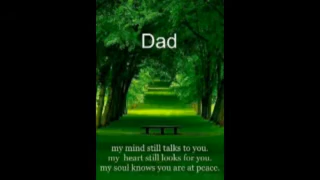 Dad
my mind still talks to you.
my heart still looks for you.
my soul knows you are at peace.